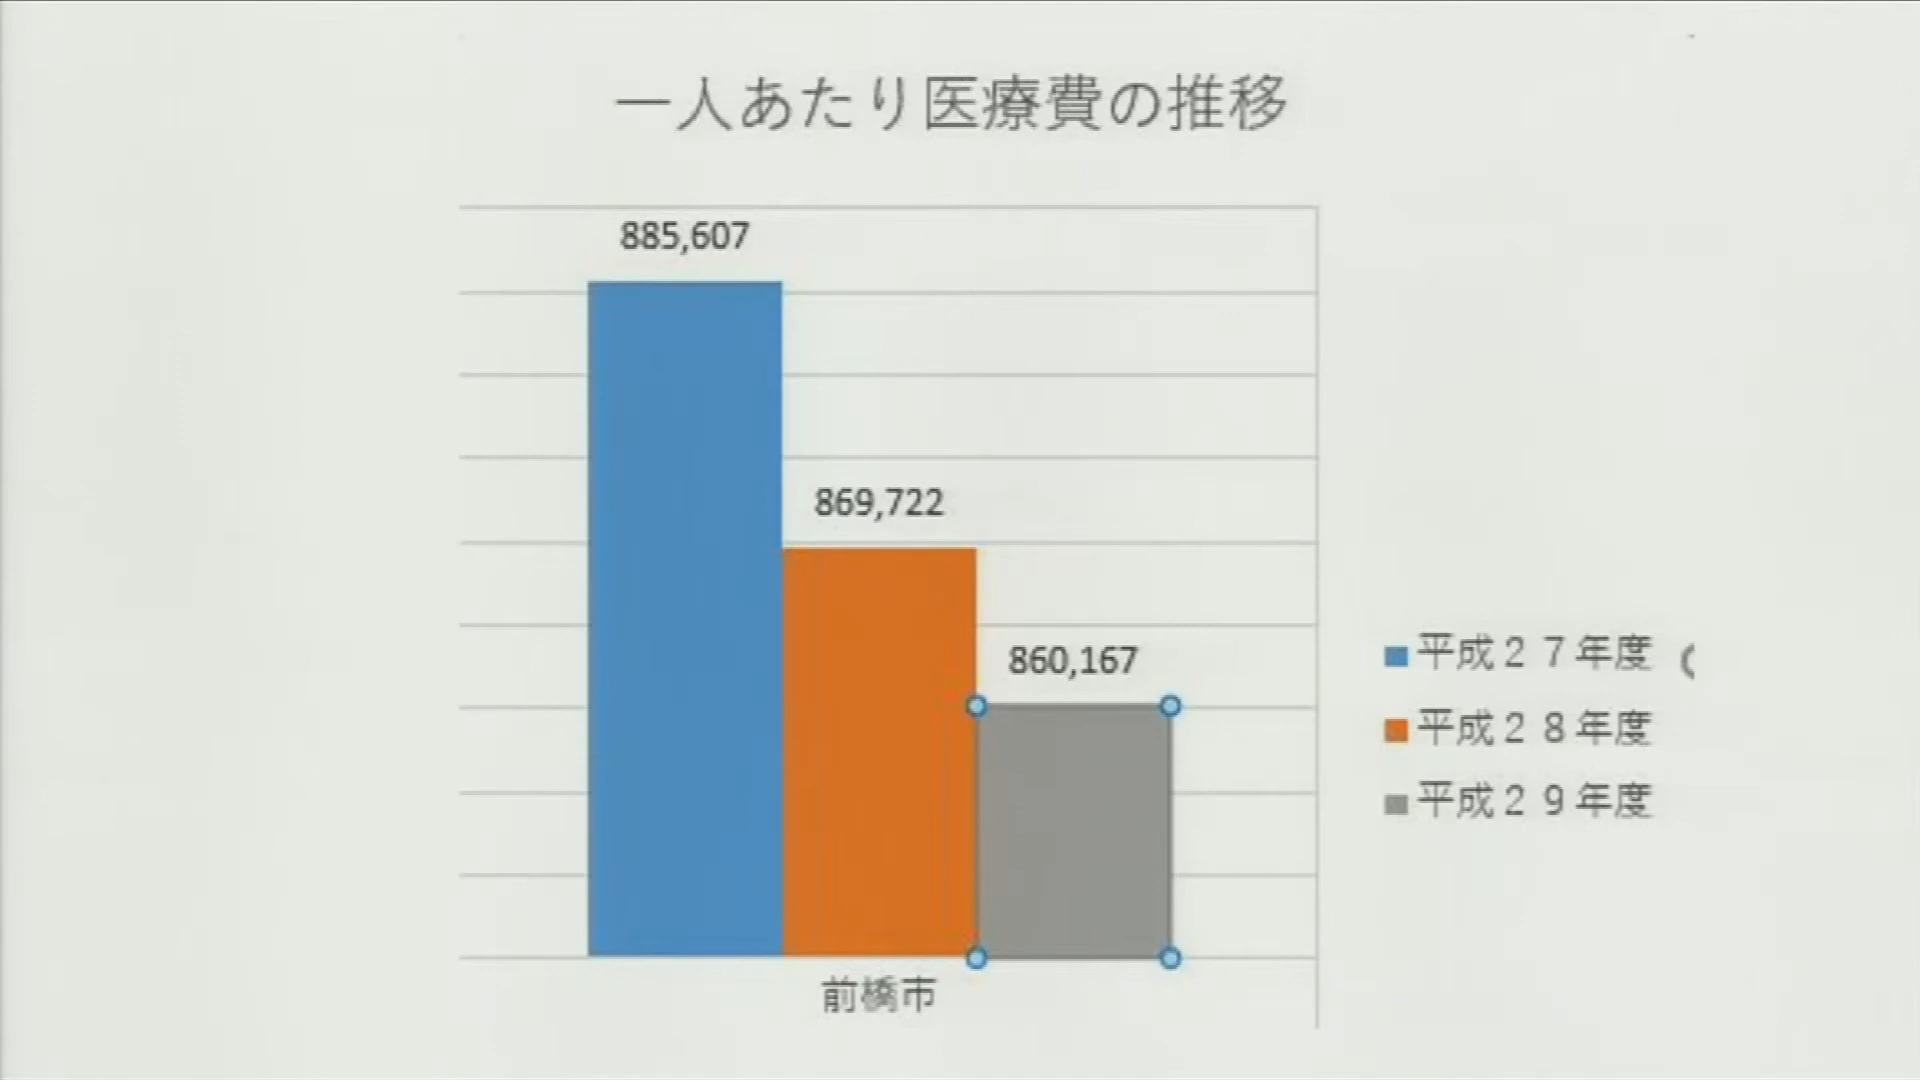 一人あたり医療費の推移
885,607
869,722
860,167
平成２７年度 (
平成２８年度
平成２９年度
前橋市